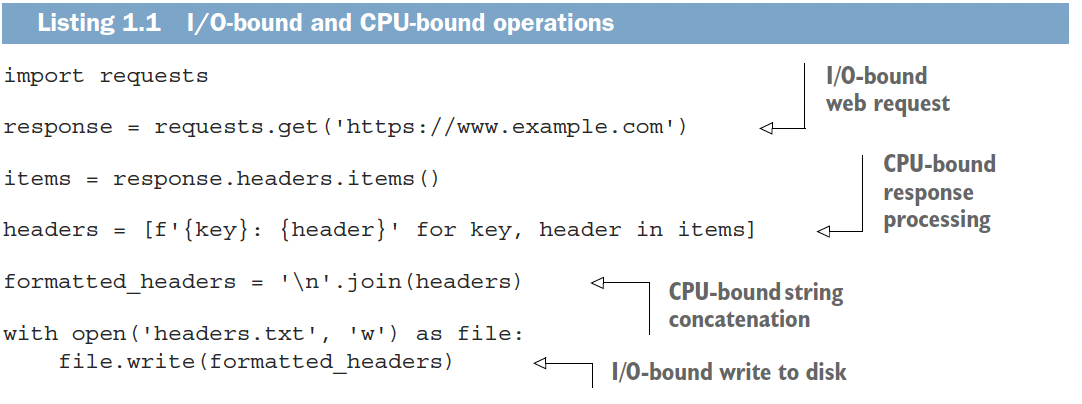 Listing 1.1 I/O-bound and CPU-bound operations
import requests
I/O-bound
web request
response = requests.get('https://www.example.com')
items = response.headers.items()
CPU-bound
response
processing
headers = [f'{key}: {header}' for key, header in items]
formatted_headers = '\n'.join(headers)
CPU-bound string
concatenation
with open('headers.txt', 'w') as file:
    file.write(formatted_headers)
I/O-bound write to disk